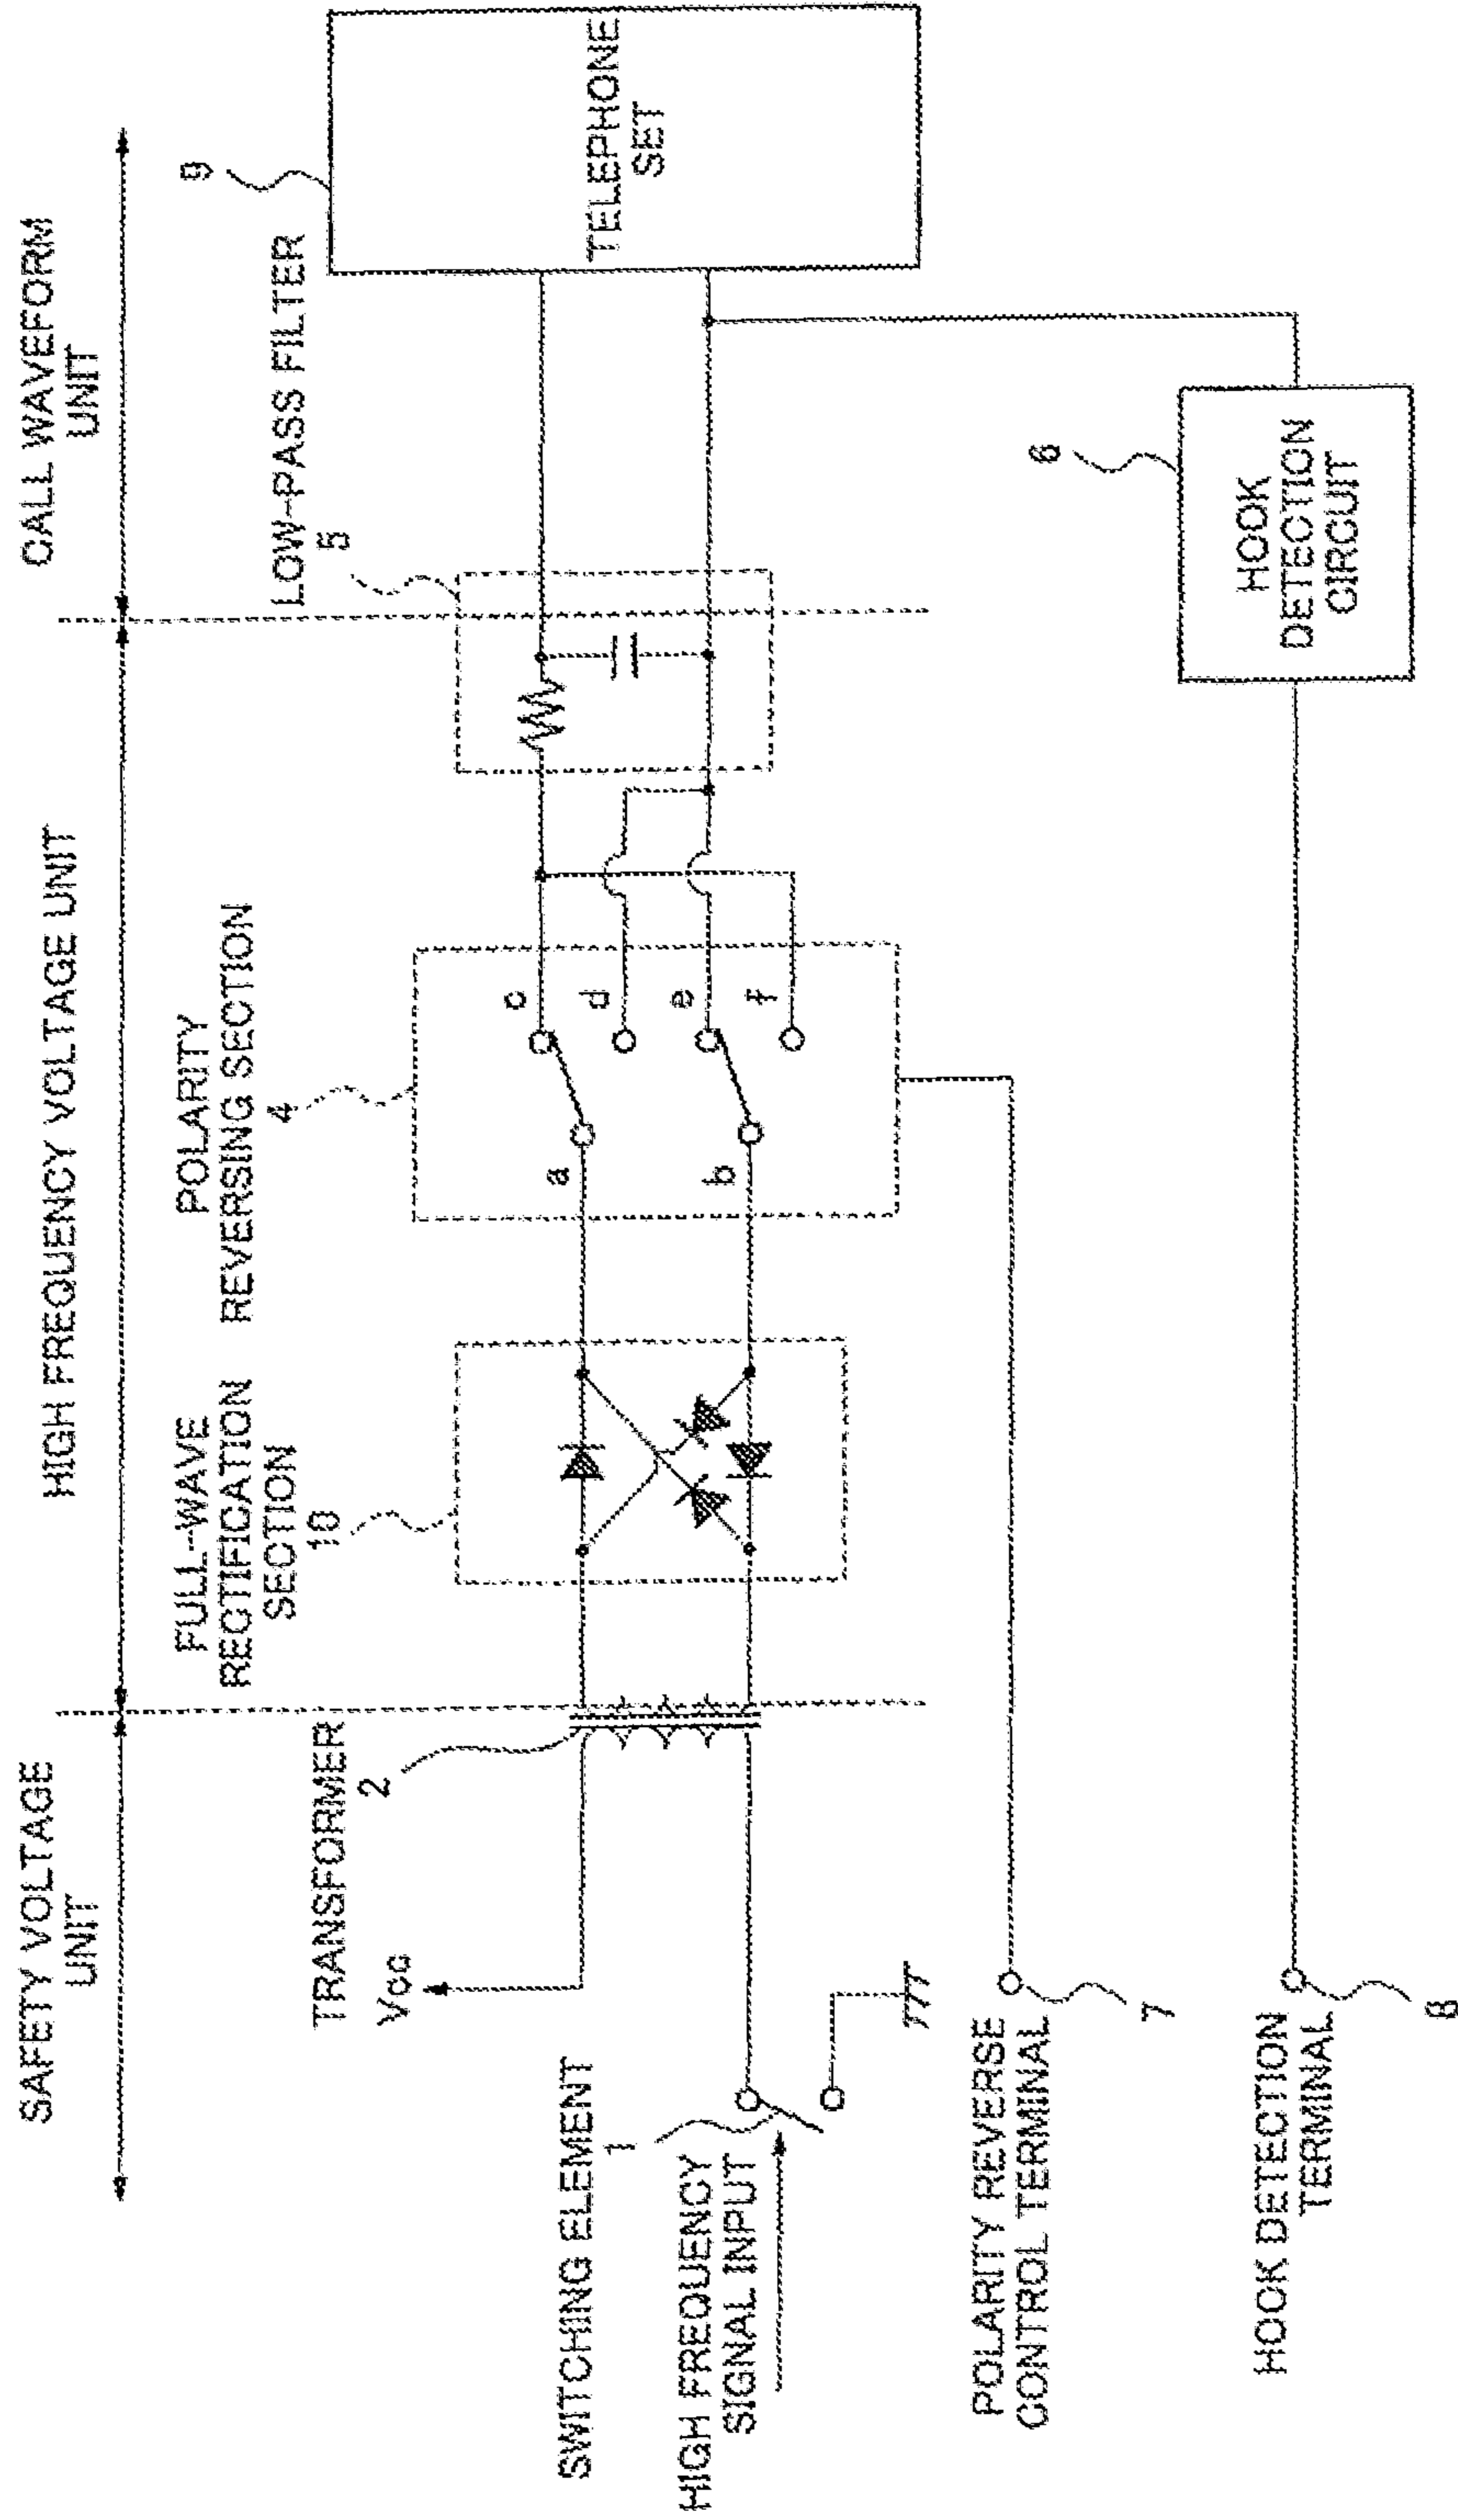 SAFETY VOLTAGE
UNIT
HIGH FREQUENCY VOLTAGE UNIT
CALL WAVEFORM
UNIT
TRANSFORMER
2
Vcc
FULL-WAVE
RECTIFICATION
SECTION
10
POLARITY
REVERSING SECTION
4
LOW-PASS FILTER
5
9
TELEPHONE
SET
a
b
c
d
e
f
SWITCHING ELEMENT
1
HIGH FREQUENCY
SIGNAL INPUT
POLARITY REVERSE
CONTROL TERMINAL
7
HOOK DETECTION
TERMINAL
8
6
HOOK
DETECTION
CIRCUIT